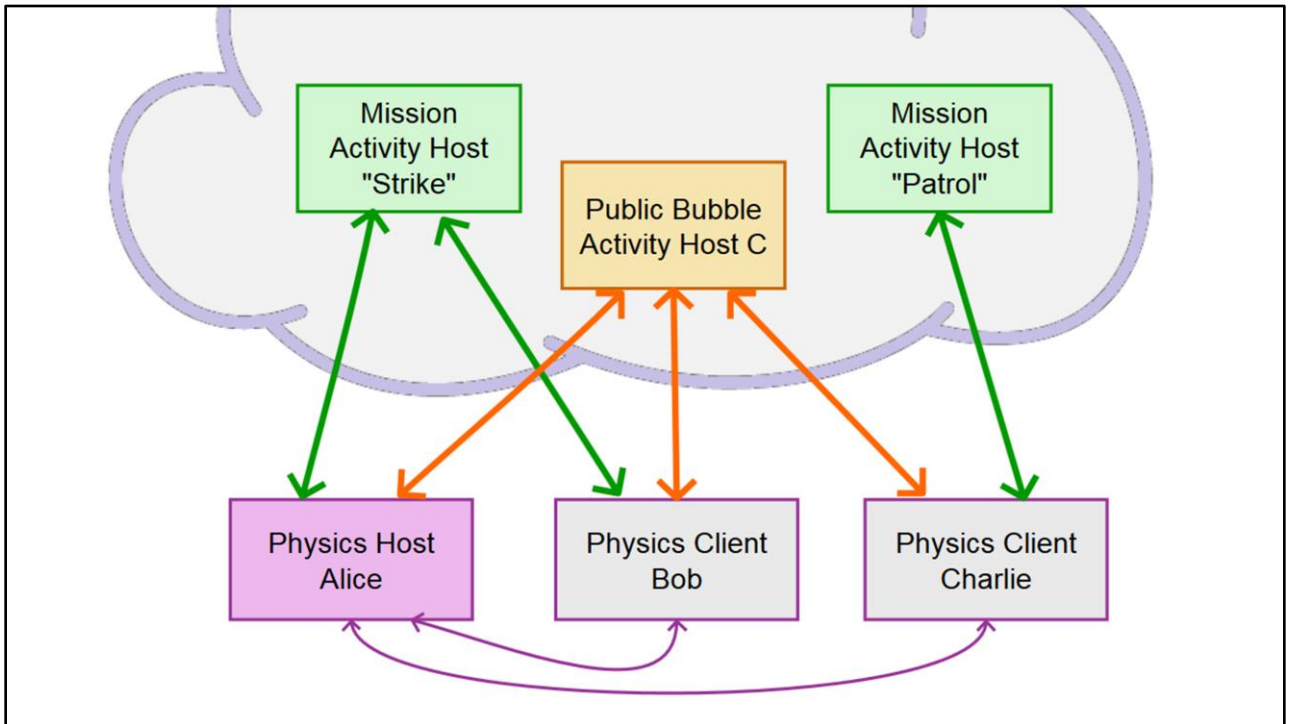 Mission
Activity Host
"Strike"
Mission
Activity Host
"Patrol"
Public Bubble
Activity Host C
Physics Host
Alice
Physics Client
Bob
Physics Client
Charlie